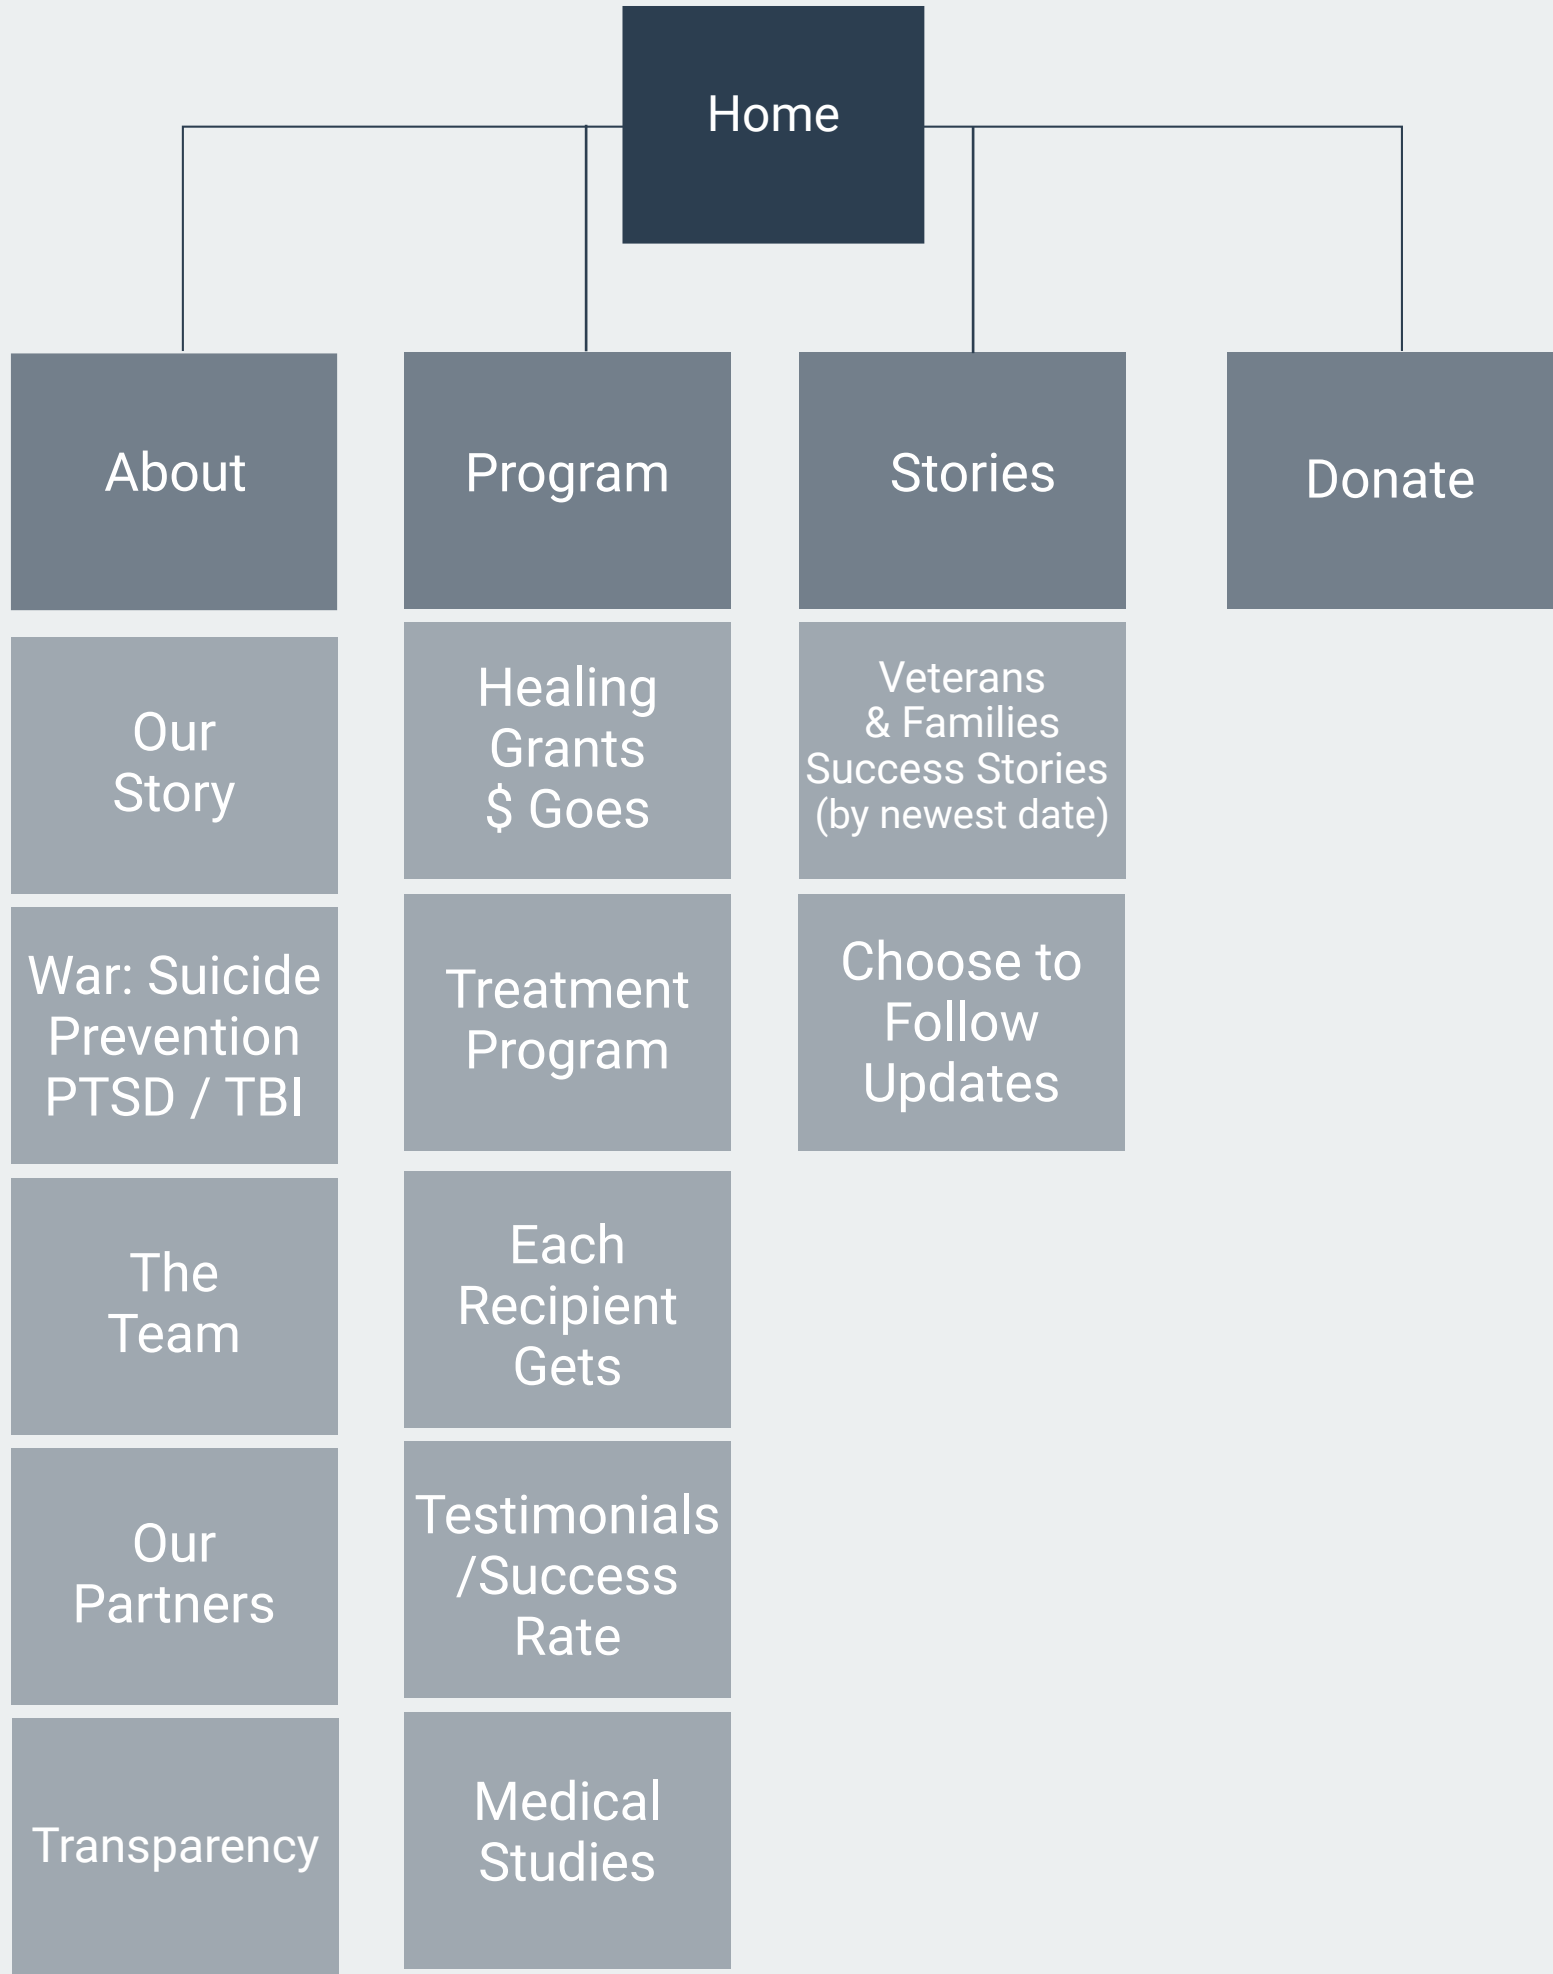 Home
About
Program
Stories
Donate
Our
Story
War: Suicide
Prevention
PTSD / TBI
The
Team
Our
Partners
Transparency
Healing
Grants
$ Goes
Treatment
Program
Each
Recipient
Gets
Testimonials
/Success
Rate
Medical
Studies
Veterans
& Families
Success Stories
(by newest date)
Choose to
Follow
Updates